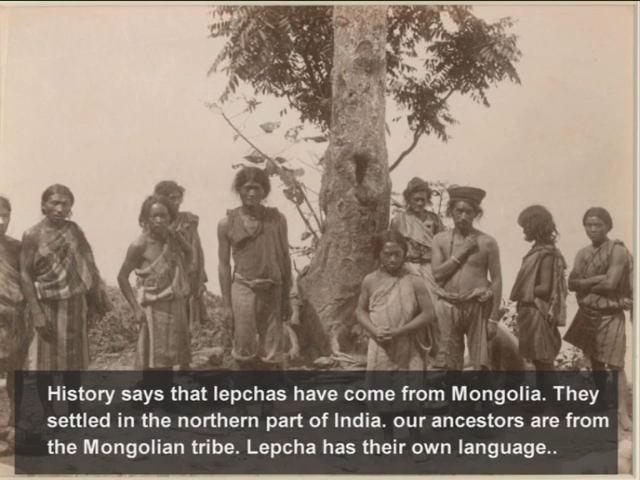 History says that lepchas have come from Mongolia. They
settled in the northern part of India. our ancestors are from
the Mongolian tribe. Lepcha has their own language..